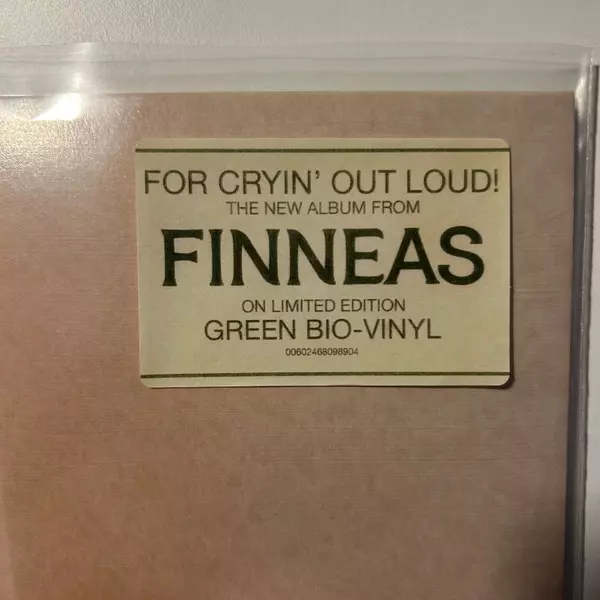 FOR CRYIN' OUT LOUD!
THE NEW ALBUM FROM
FINNEAS
ON LIMITED EDITION
GREEN BIO-VINYL
00602468098904